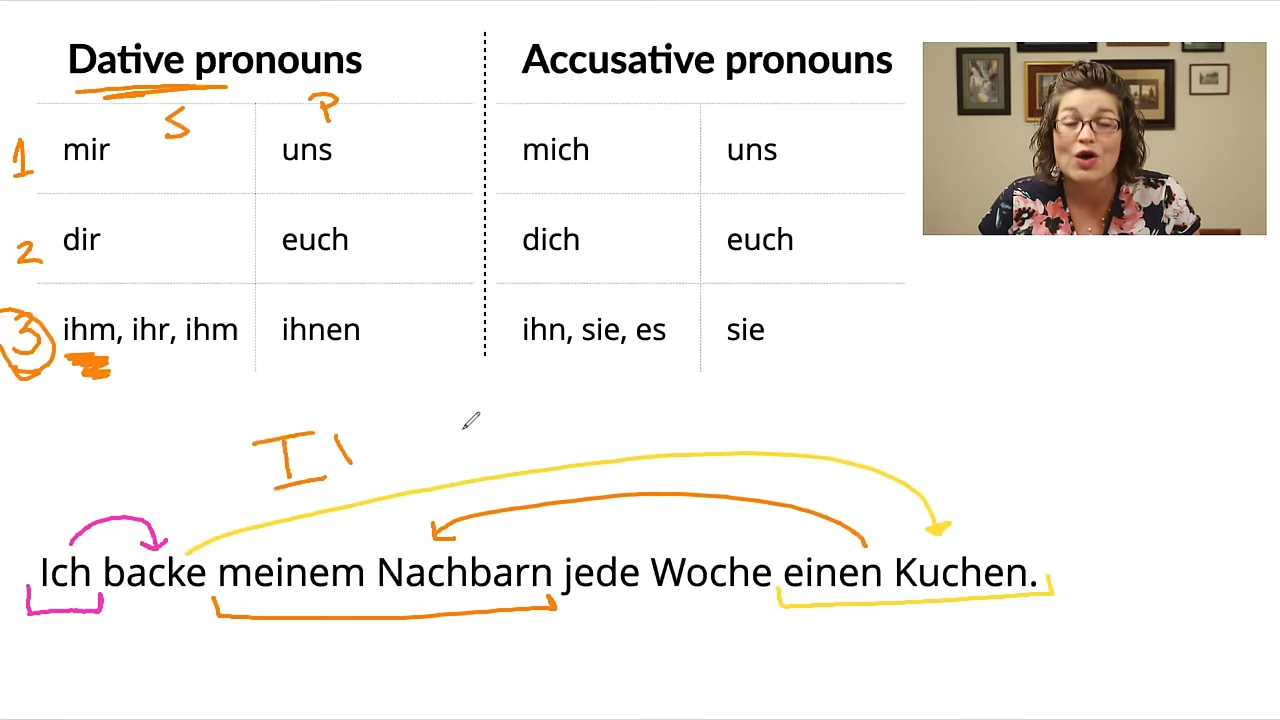 Dative pronouns
Accusative pronouns
S P
1 mir uns mich uns
2 dir euch dich euch
3 ihm, ihr, ihm ihnen ihn, sie, es sie
Ich backe meinem Nachbarn jede Woche einen Kuchen.